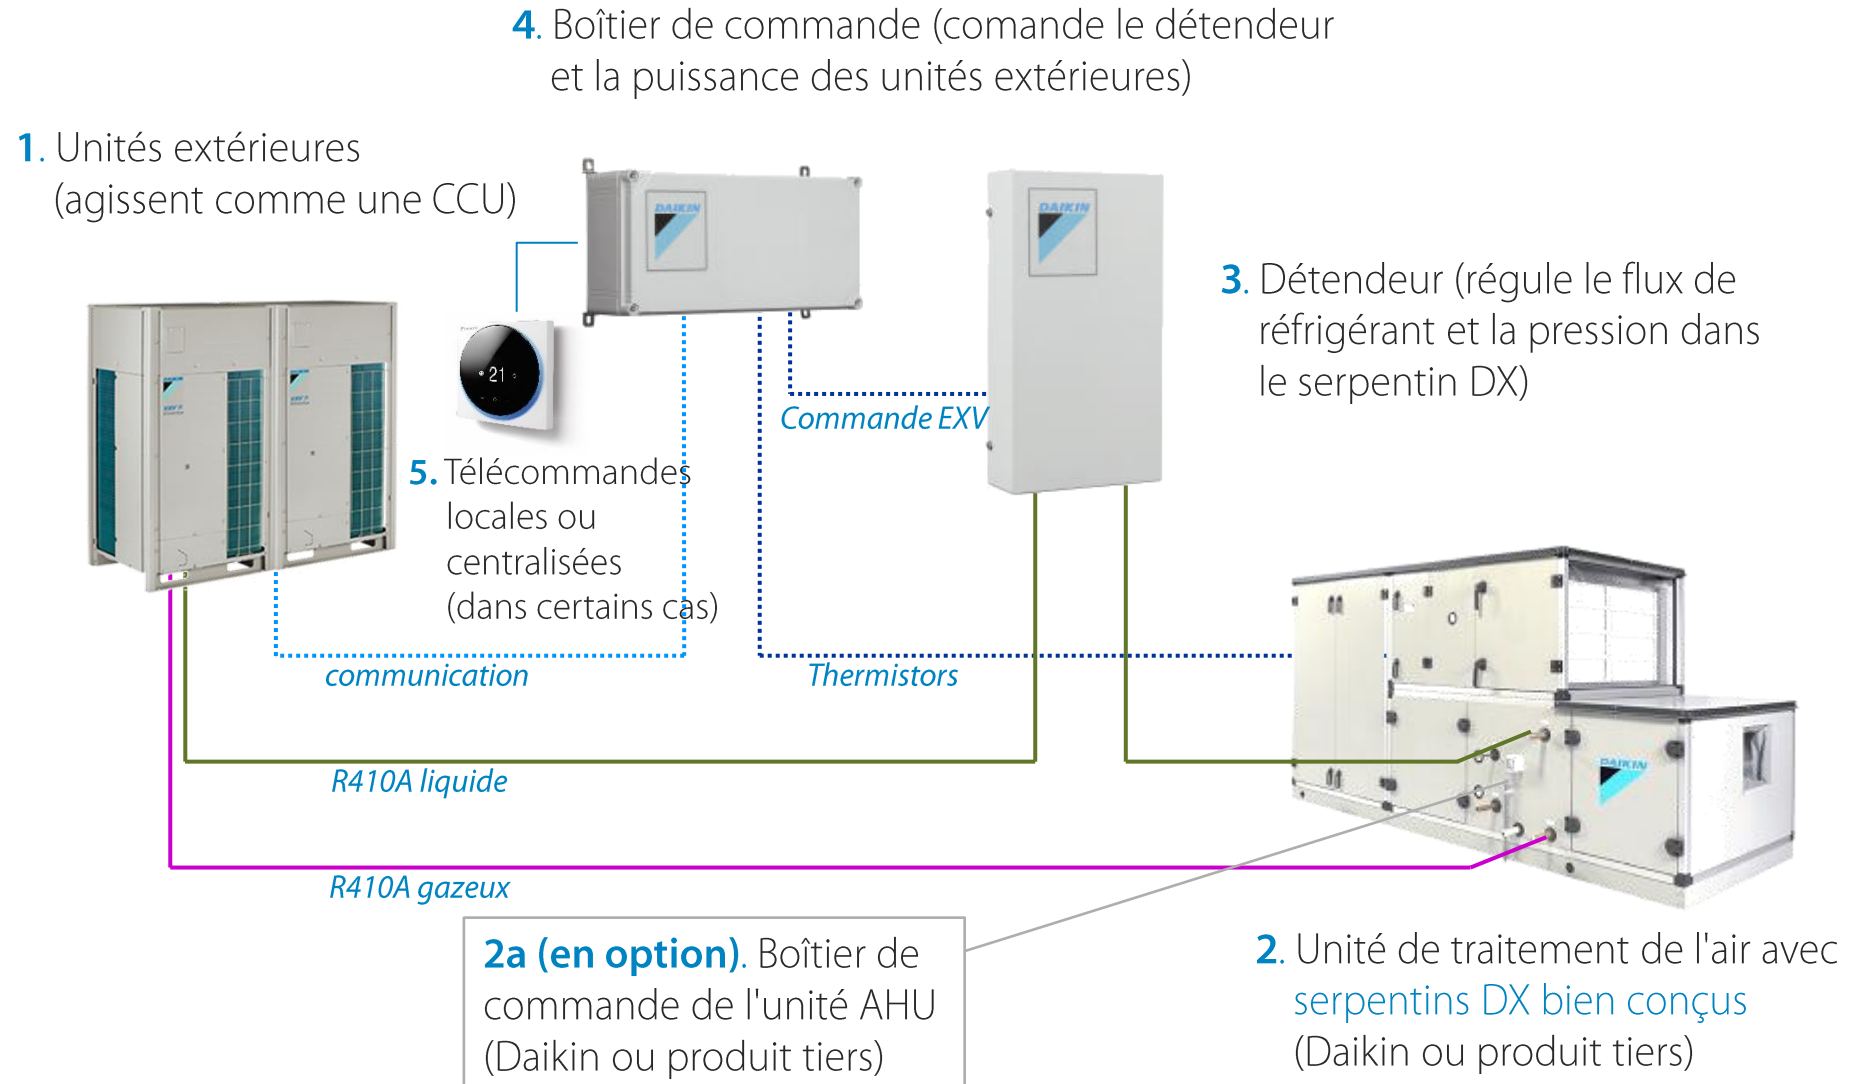 4. Boîtier de commande (comande le détendeur
et la puissance des unités extérieures)
1. Unités extérieures
(agissent comme une CCU)
DAIKIN
DAIKIN
3. Détendeur (régule le flux de
réfrigérant et la pression dans
le serpentin DX)
21
Commande EXV
5. Télécommandes
locales ou
centralisées
(dans certains cas)
communication
Thermistors
R410A liquide
DAIKIN
R410A gazeux
2a (en option). Boîtier de
commande de l'unité AHU
(Daikin ou produit tiers)
2. Unité de traitement de l'air avec
serpentins DX bien conçus
(Daikin ou produit tiers)